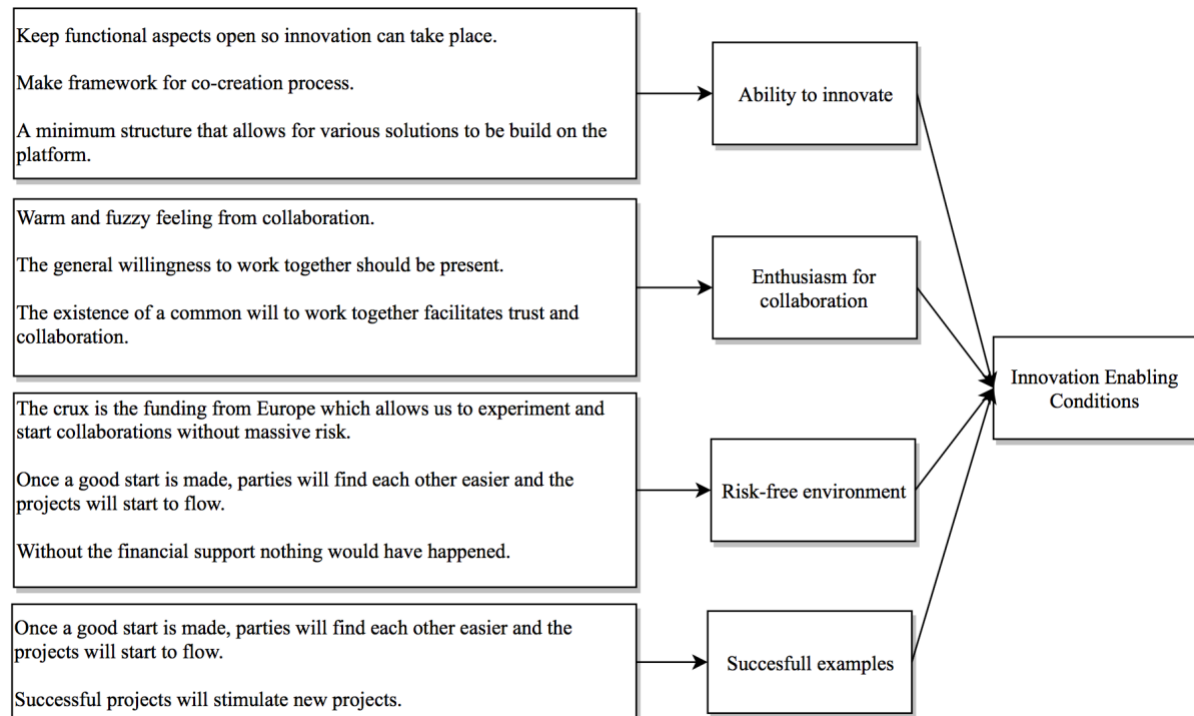 Keep functional aspects open so innovation can take place.
Make framework for co-creation process.
A minimum structure that allows for various solutions to be build on the
platform.
Ability to innovate
Warm and fuzzy feeling from collaboration.
The general willingness to work together should be present.
The existence of a common will to work together facilitates trust and
collaboration.
Enthusiasm for
collaboration
The crux is the funding from Europe which allows us to experiment and
start collaborations without massive risk.
Once a good start is made, parties will find each other easier and the
projects will start to flow.
Without the financial support nothing would have happened.
Risk-free environment
Once a good start is made, parties will find each other easier and the
projects will start to flow.
Successful projects will stimulate new projects.
Succesfull examples
Innovation Enabling
Conditions